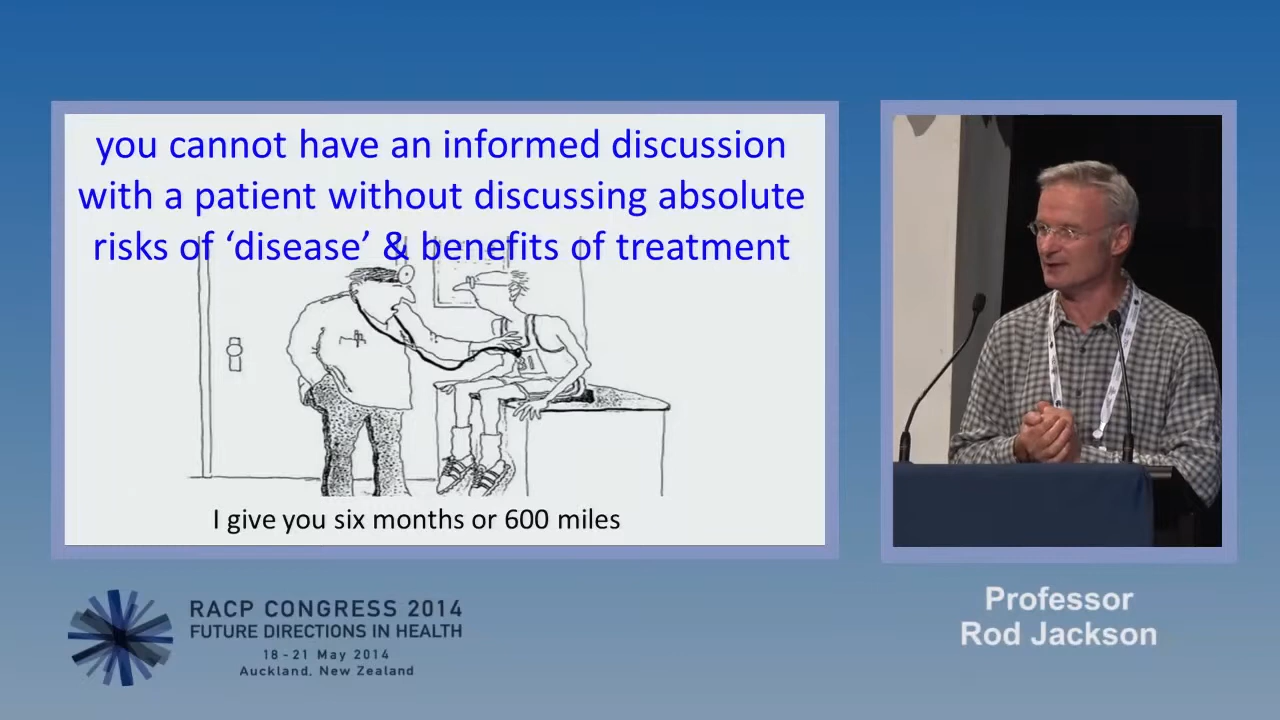 you cannot have an informed discussion
with a patient without discussing absolute
risks of ‘disease’ & benefits of treatment
I give you six months or 600 miles
RACP CONGRESS 2014
FUTURE DIRECTIONS IN HEALTH
18 - 21 May 2014
Auckland, New Zealand
Professor
Rod Jackson